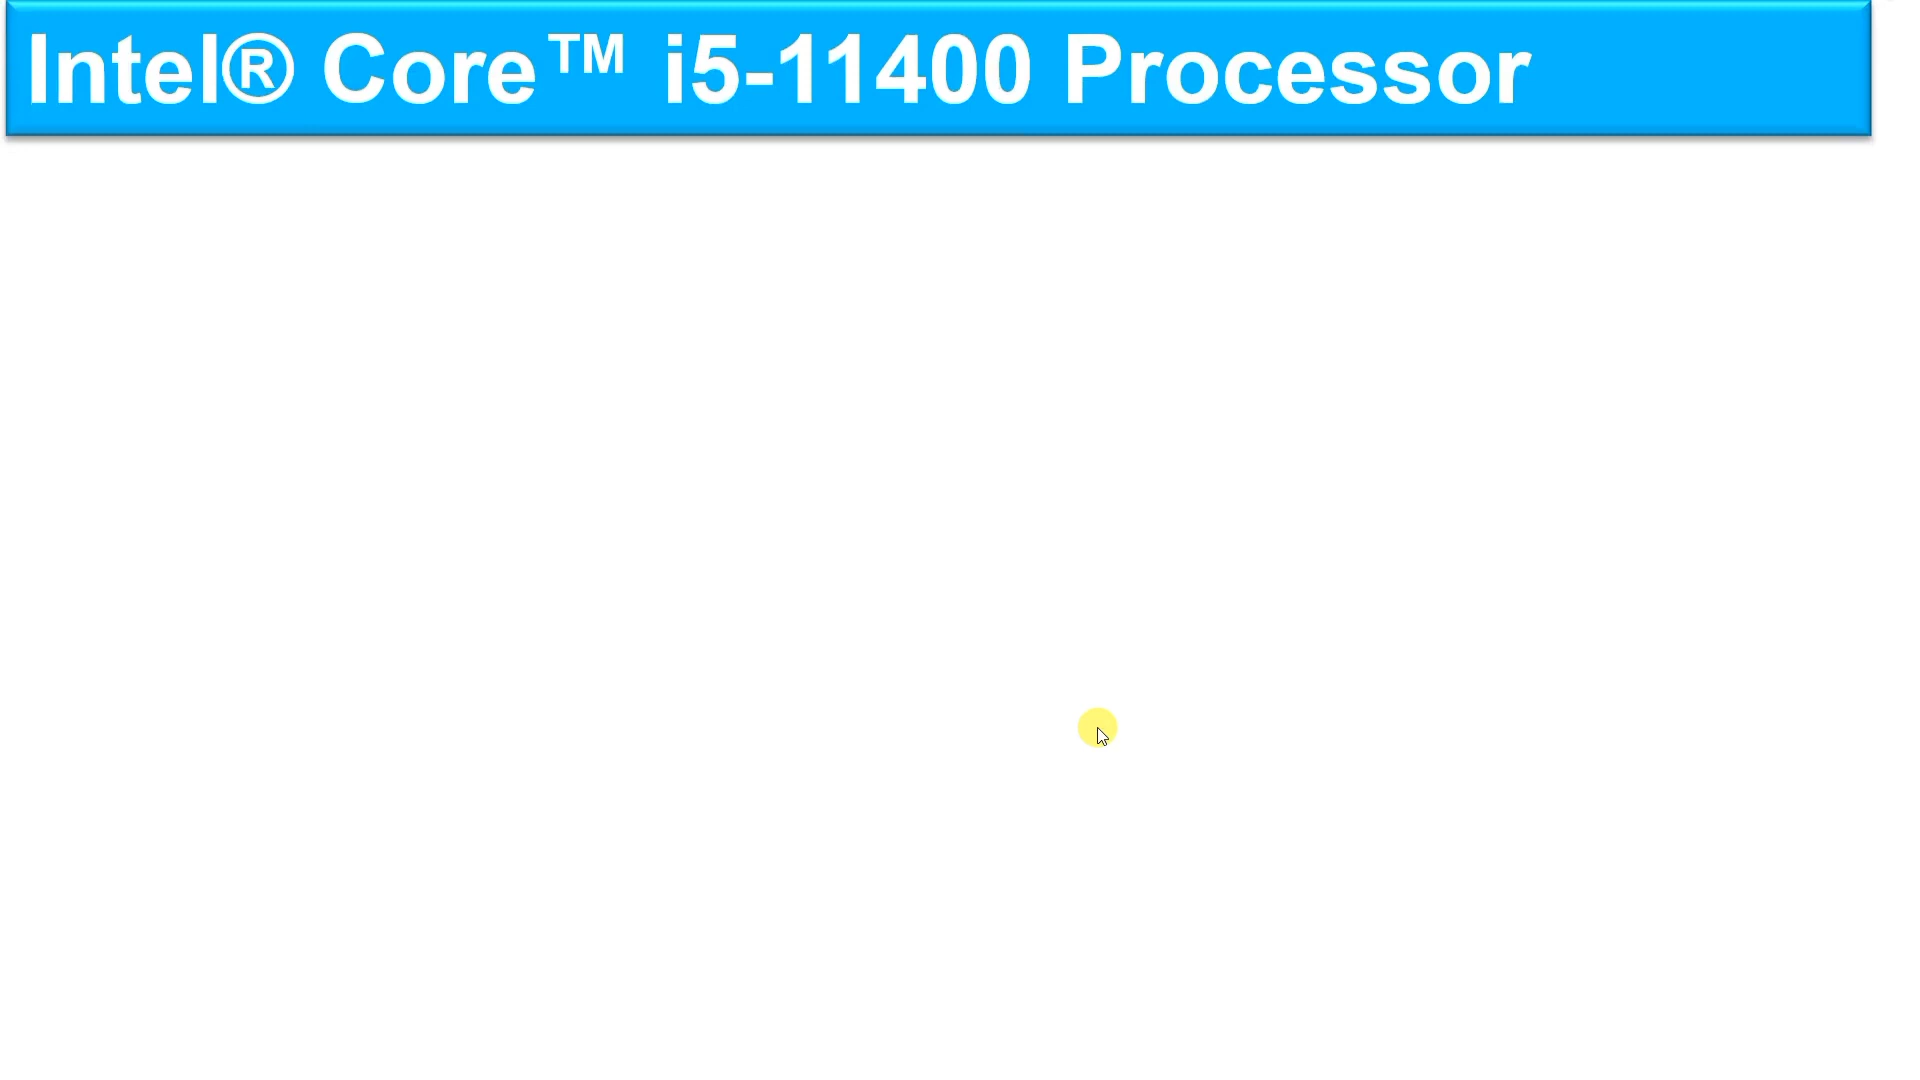 Intel® Core™ i5-11400 Processor